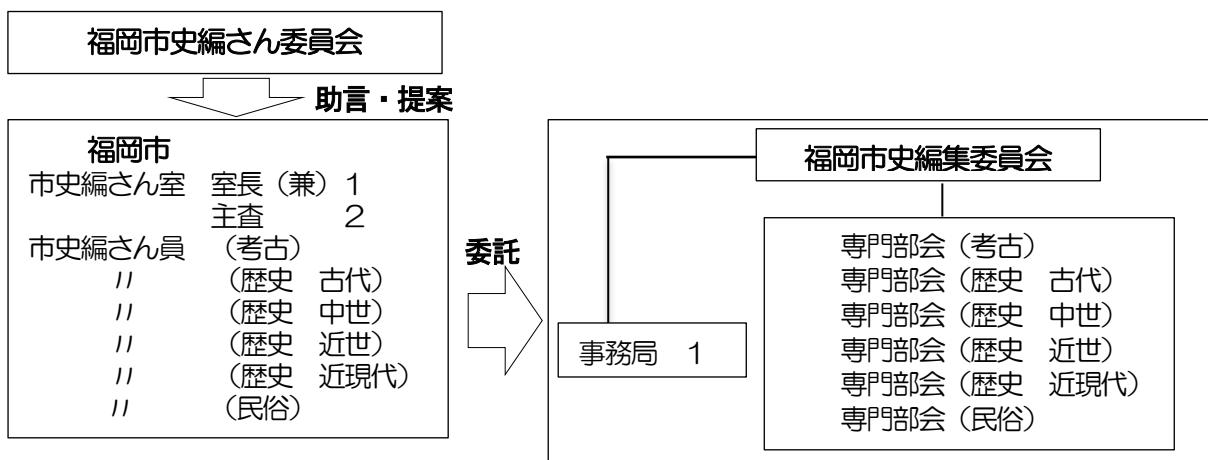 福岡市史編さん委員会
助言・提案
福岡市
市史編さん室 室長(兼) 1
主査 2
市史編さん員 (考古)
〃 (歴史 古代)
〃 (歴史 中世)
〃 (歴史 近世)
〃 (歴史 近現代)
〃 (民俗)
委託
福岡市史編集委員会
事務局 1
専門部会(考古)
専門部会(歴史 古代)
専門部会(歴史 中世)
専門部会(歴史 近世)
専門部会(歴史 近現代)
専門部会(民俗)